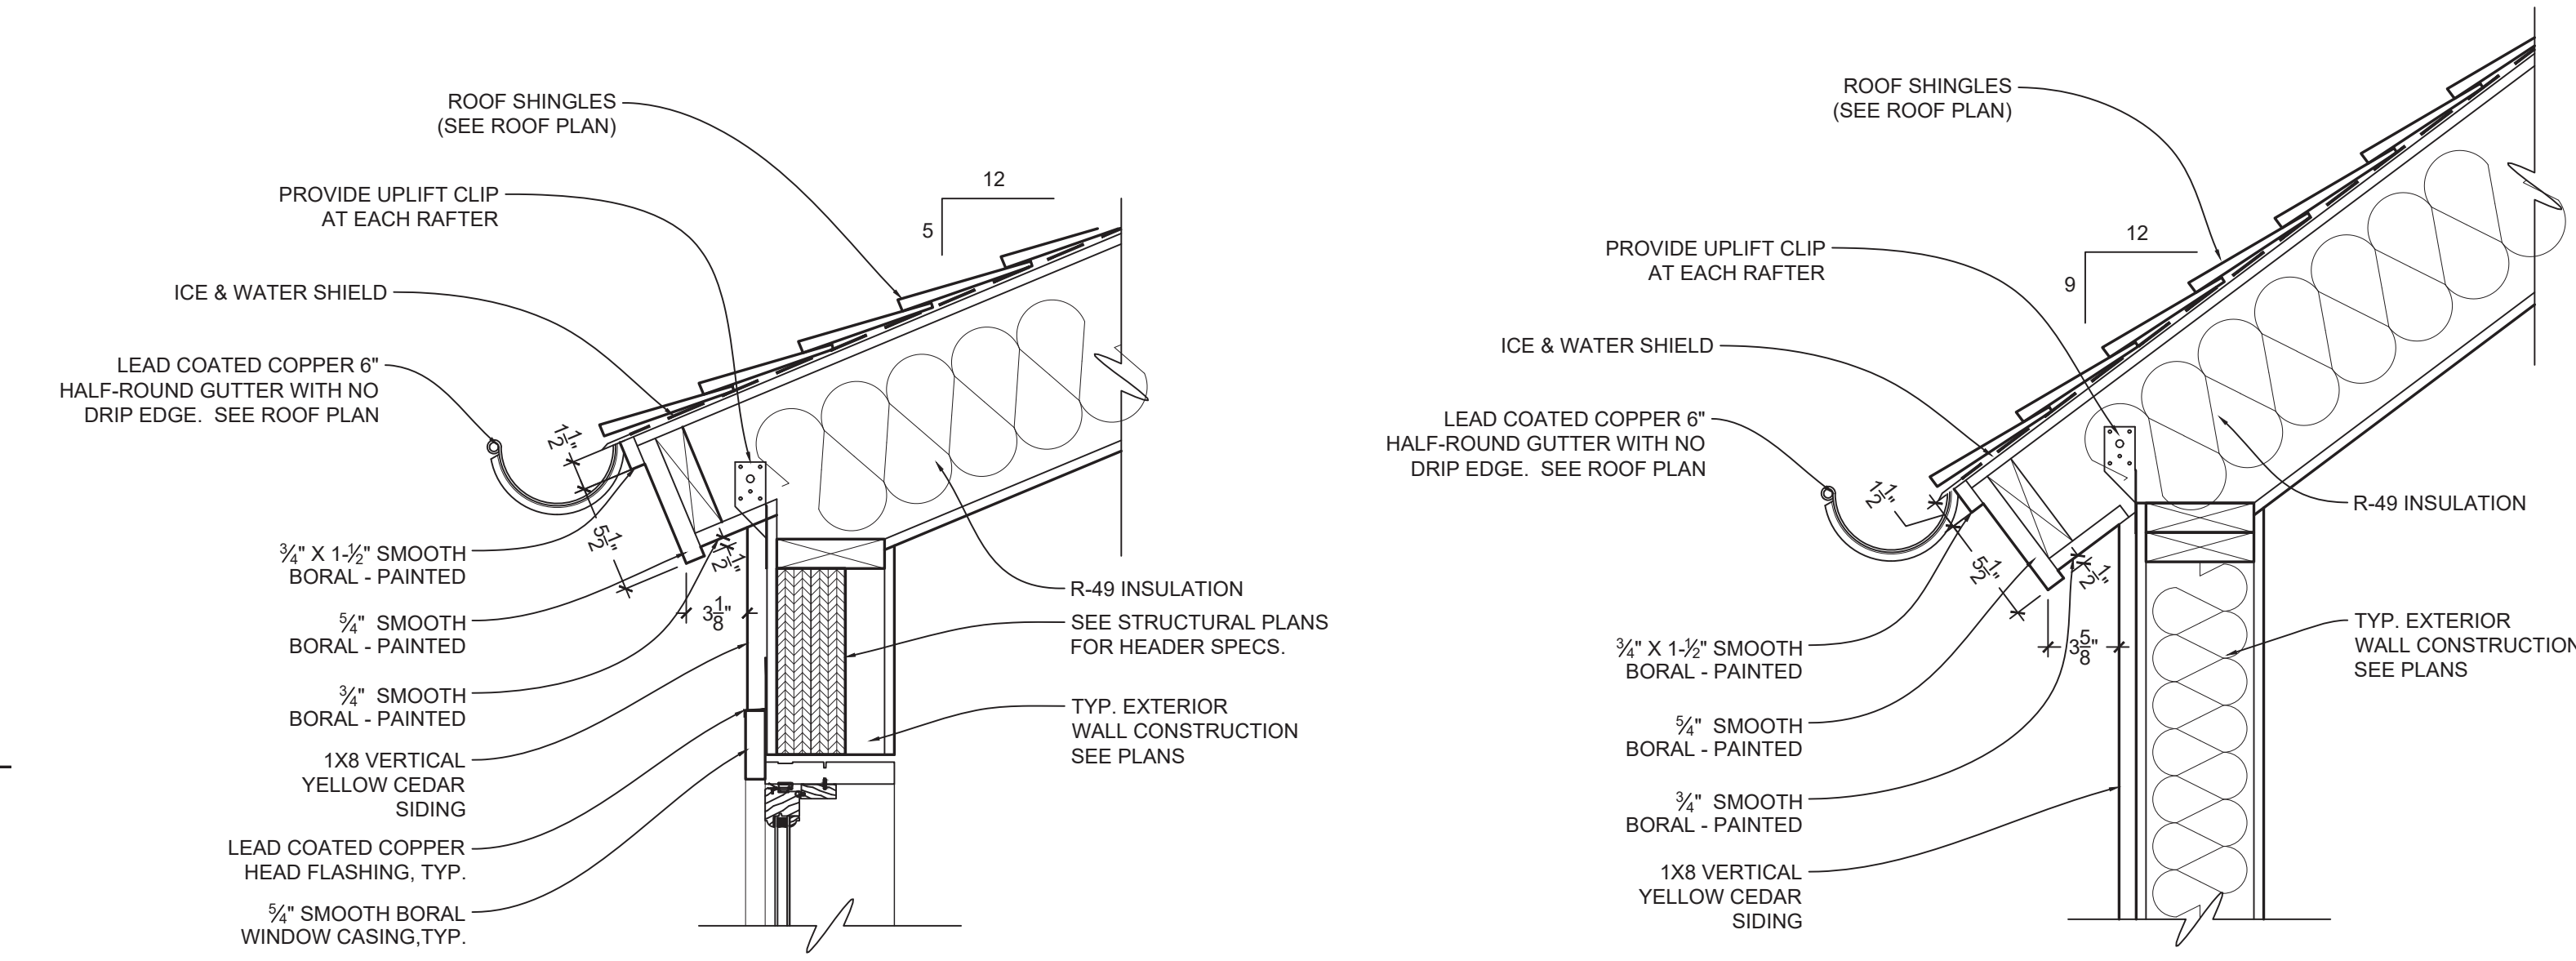 ROOF SHINGLES
(SEE ROOF PLAN)
PROVIDE UPLIFT CLIP
AT EACH RAFTER
12
5
ICE & WATER SHIELD
LEAD COATED COPPER 6"
HALF-ROUND GUTTER WITH NO
DRIP EDGE. SEE ROOF PLAN
1½"
5½"
½"
3⅛"
¾" X 1-½" SMOOTH
BORAL - PAINTED
5⁄4" SMOOTH
BORAL - PAINTED
¾" SMOOTH
BORAL - PAINTED
1X8 VERTICAL
YELLOW CEDAR
SIDING
LEAD COATED COPPER
HEAD FLASHING, TYP.
5⁄4" SMOOTH BORAL
WINDOW CASING,TYP.
R-49 INSULATION
SEE STRUCTURAL PLANS
FOR HEADER SPECS.
TYP. EXTERIOR
WALL CONSTRUCTION
SEE PLANS
ROOF SHINGLES
(SEE ROOF PLAN)
12
9
PROVIDE UPLIFT CLIP
AT EACH RAFTER
ICE & WATER SHIELD
LEAD COATED COPPER 6"
HALF-ROUND GUTTER WITH NO
DRIP EDGE. SEE ROOF PLAN
1½"
5½"
½"
3⅝"
¾" X 1-½" SMOOTH
BORAL - PAINTED
5⁄4" SMOOTH
BORAL - PAINTED
¾" SMOOTH
BORAL - PAINTED
1X8 VERTICAL
YELLOW CEDAR
SIDING
R-49 INSULATION
TYP. EXTERIOR
WALL CONSTRUCTION
SEE PLANS